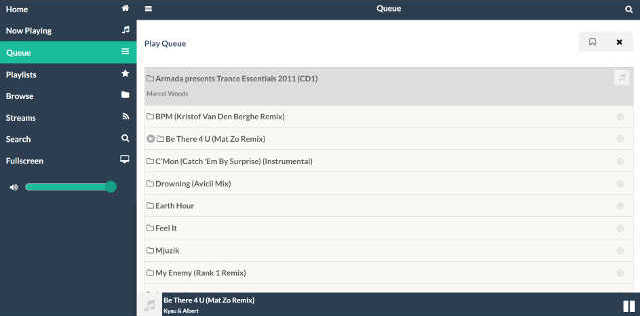 Home
Now Playing
Queue
Playlists
Browse
Streams
Search
Fullscreen
Queue
Play Queue
Armada presents Trance Essentials 2011 (CD1)
Marcel Woods
BPM (Kristof Van Den Berghe Remix)
Be There 4 U (Mat Zo Remix)
C'Mon (Catch 'Em By Surprise) (Instrumental)
Drowning (Avicii Mix)
Earth Hour
Feel It
Mjuzik
My Enemy (Rank 1 Remix)
Be There 4 U (Mat Zo Remix)
Kyau & Albert